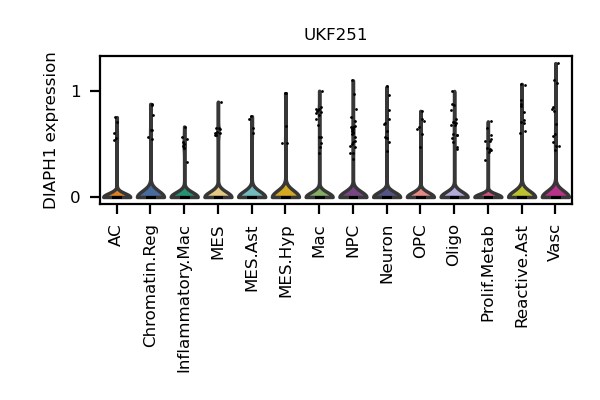 UKF251
DIAPH1 expression
1
0
AC
Chromatin.Reg
Inflammatory.Mac
MES
MES.Ast
MES.Hyp
Mac
NPC
Neuron
OPC
Oligo
Prolif.Metab
Reactive.Ast
Vasc